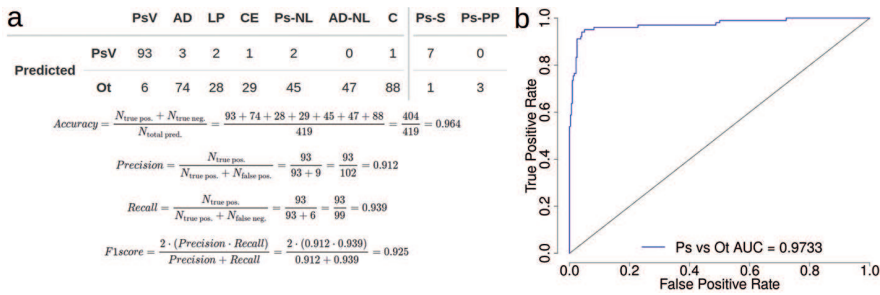 a
PsV AD LP CE Ps-NL AD-NL C Ps-S Ps-PP
PsV 93 3 2 1 2 0 1 7 0
Predicted
Ot 6 74 28 29 45 47 88 1 3
Accuracy = (N_true pos. + N_true neg.) / N_total pred. = (93 + 74 + 28 + 29 + 45 + 47 + 88) / 419 = 404 / 419 = 0.964
Precision = N_true pos. / (N_true pos. + N_false pos.) = 93 / (93 + 9) = 93 / 102 = 0.912
Recall = N_true pos. / (N_true pos. + N_false neg.) = 93 / (93 + 6) = 93 / 99 = 0.939
F1score = 2 · (Precision · Recall) / (Precision + Recall) = 2 · (0.912 · 0.939) / (0.912 + 0.939) = 0.925
b
True Positive Rate
1.0
0.8
0.6
0.4
0.2
0.0
Ps vs Ot AUC = 0.9733
0.0 0.2 0.4 0.6 0.8 1.0
False Positive Rate